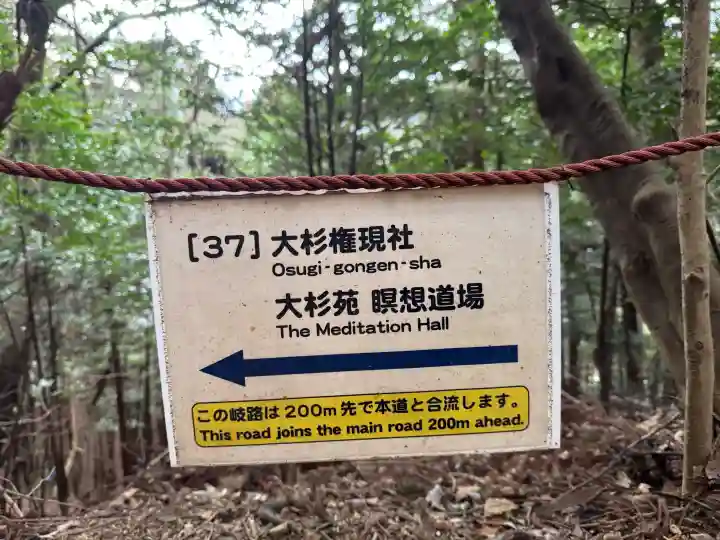 [37] 大杉権現社
Osugi-gongen-sha
大杉苑 瞑想道場
The Meditation Hall
この岐路は200m先で本道と合流します。
This road joins the main road 200m ahead.